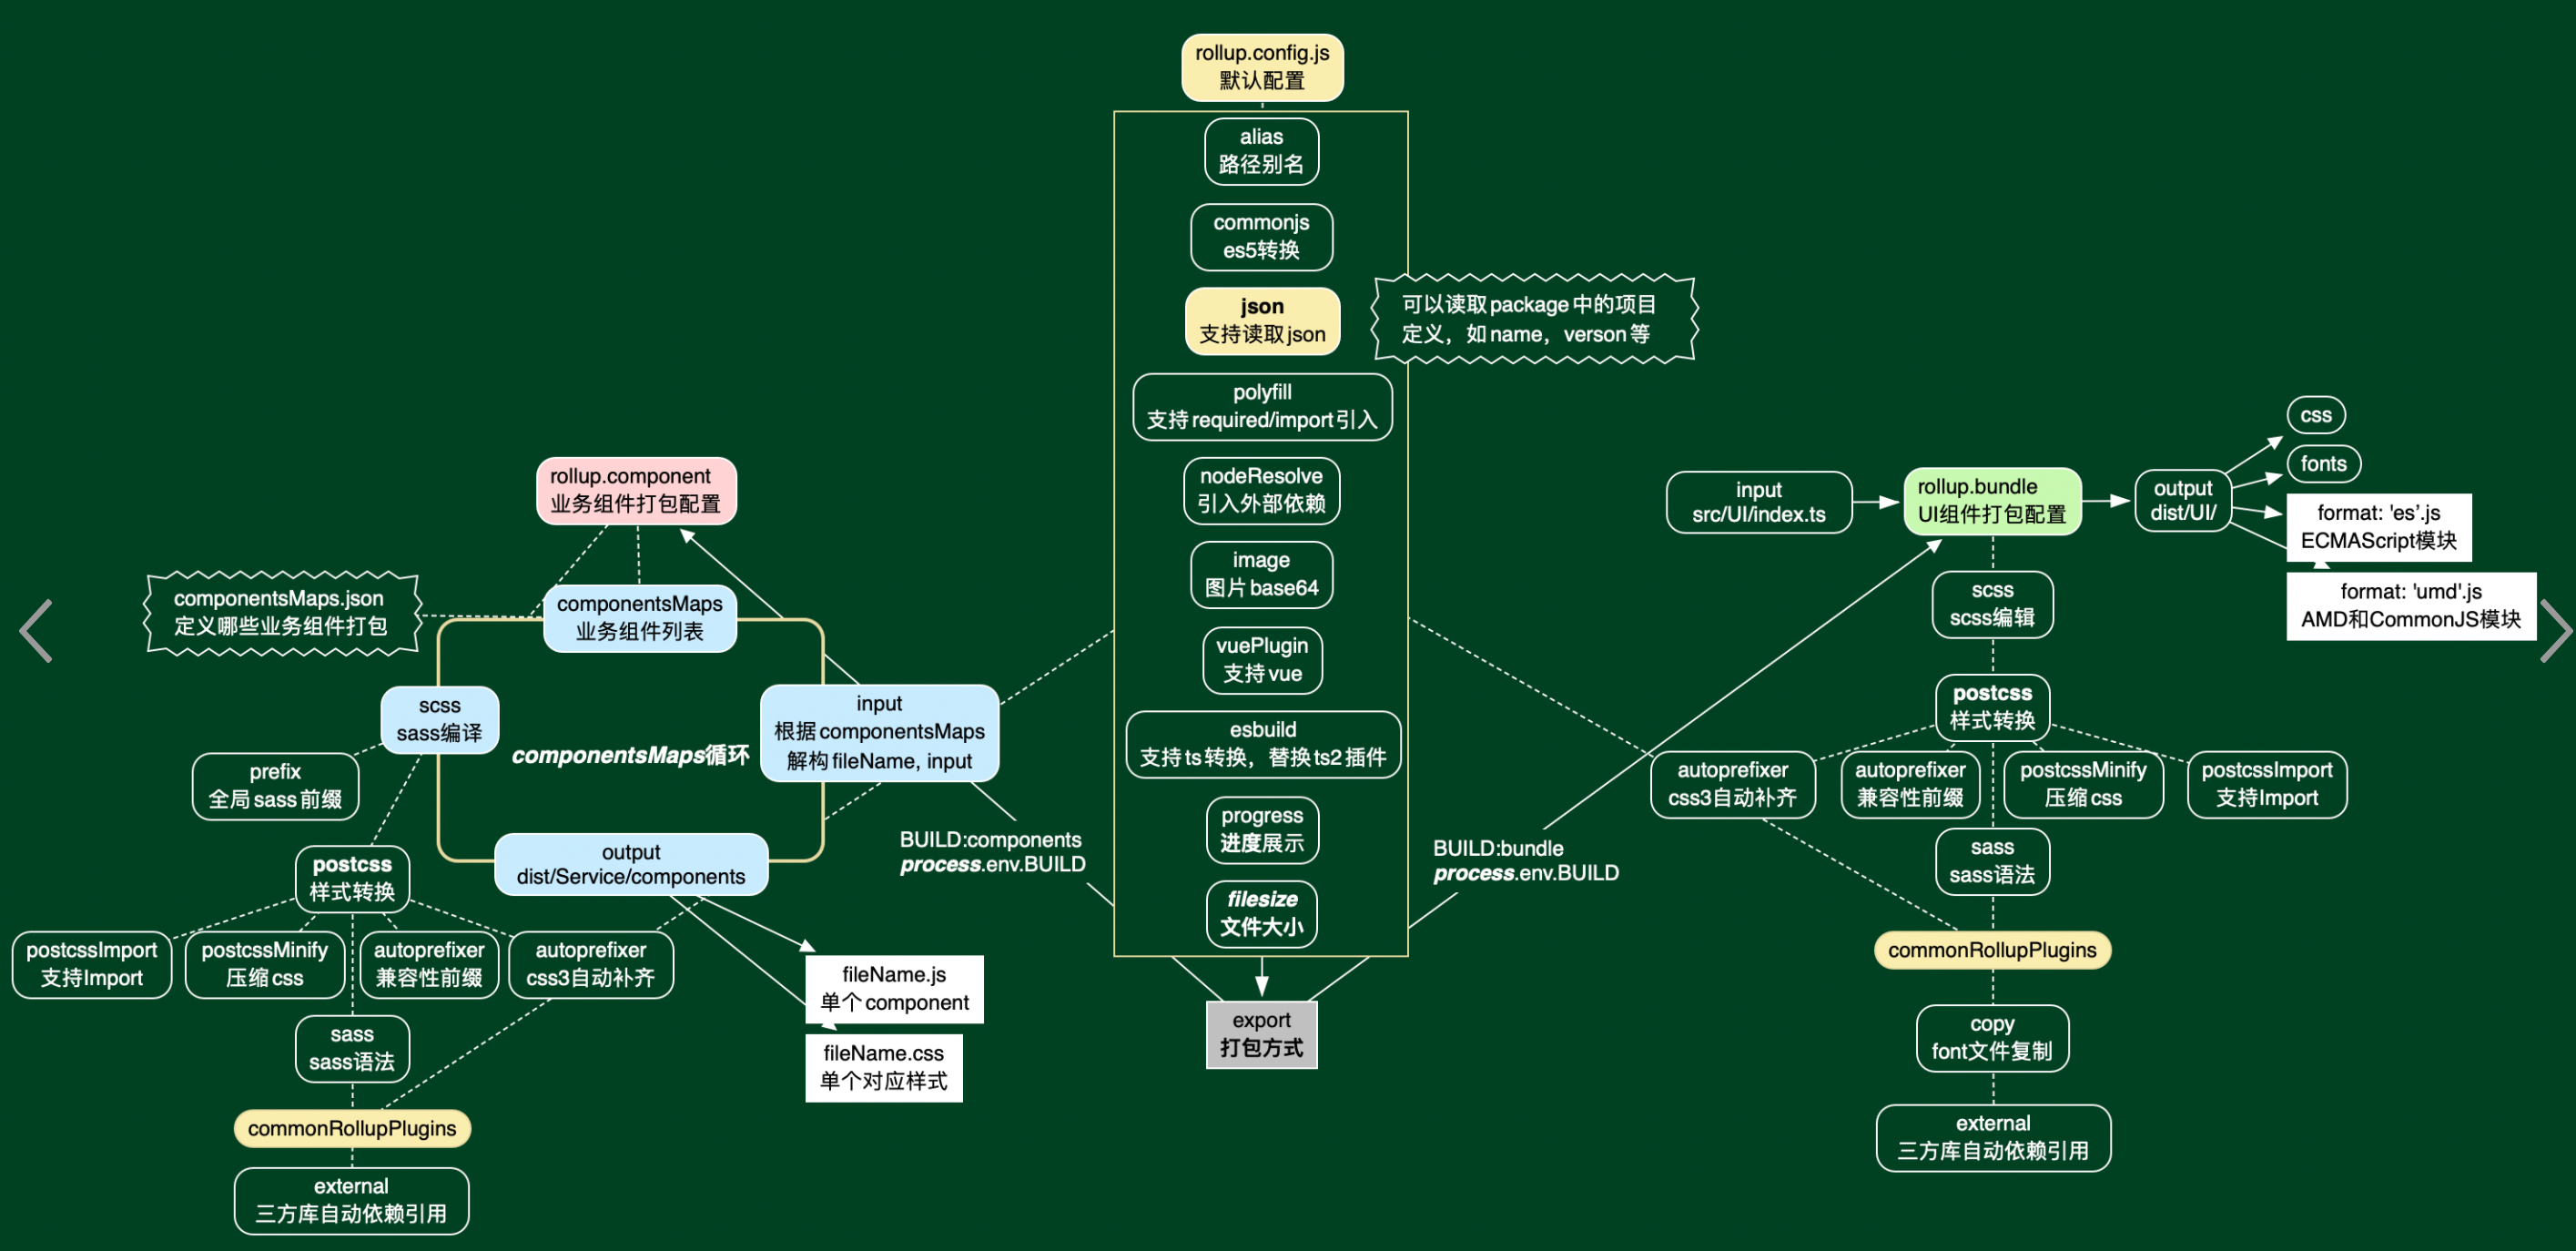 rollup.config.js
默认配置
alias
路径别名
commonjs
es5转换
json
支持读取json
可以读取package中的项目
定义，如name，verson等
polyfill
支持required/import引入
nodeResolve
引入外部依赖
image
图片base64
vuePlugin
支持vue
esbuild
支持ts转换，替换ts2插件
progress
进度展示
filesize
文件大小
export
打包方式
BUILD:components
process.env.BUILD
BUILD:bundle
process.env.BUILD
rollup.component
业务组件打包配置
componentsMaps.json
定义哪些业务组件打包
componentsMaps
业务组件列表
scss
sass编译
componentsMaps循环
input
根据componentsMaps
解构fileName, input
prefix
全局sass前缀
output
dist/Service/components
postcss
样式转换
postcssImport
支持Import
postcssMinify
压缩css
autoprefixer
兼容性前缀
autoprefixer
css3自动补齐
fileName.js
单个component
fileName.css
单个对应样式
sass
sass语法
commonRollupPlugins
external
三方库自动依赖引用
input
src/UI/index.ts
rollup.bundle
UI组件打包配置
output
dist/UI/
css
fonts
format: 'es’.js
ECMAScript模块
format: 'umd'.js
AMD和CommonJS模块
scss
scss编辑
postcss
样式转换
autoprefixer
css3自动补齐
autoprefixer
兼容性前缀
postcssMinify
压缩css
postcssImport
支持Import
sass
sass语法
commonRollupPlugins
copy
font文件复制
external
三方库自动依赖引用